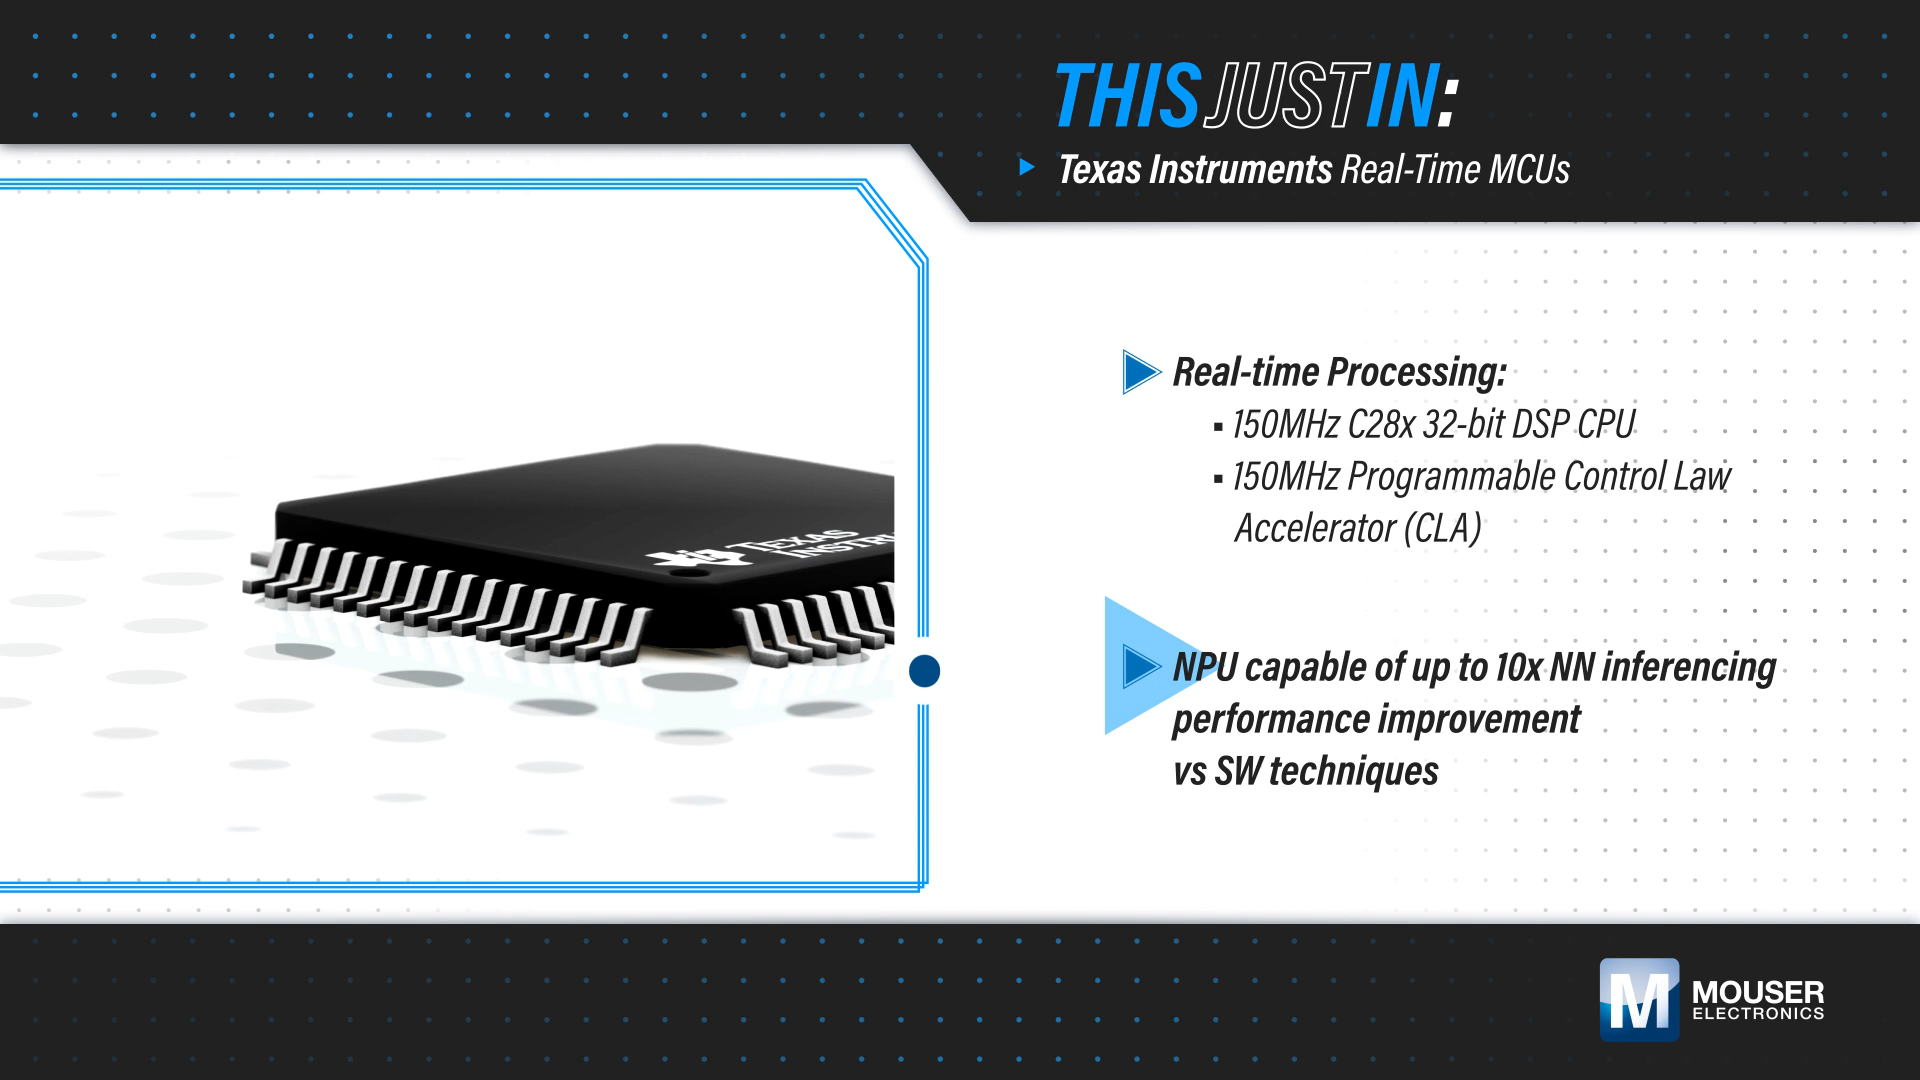 THIS JUST IN:
Texas Instruments Real-Time MCUs
Real-time Processing:
▪ 150MHz C28x 32-bit DSP CPU
▪ 150MHz Programmable Control Law
Accelerator (CLA)
NPU capable of up to 10x NN inferencing
performance improvement
vs SW techniques
TEXAS
INSTRU
M MOUSER
ELECTRONICS